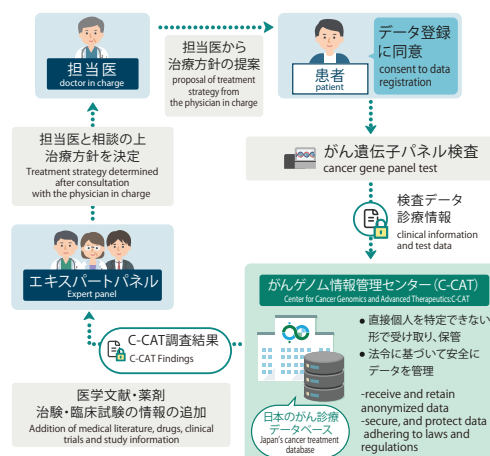 担当医
doctor in charge
担当医から
治療方針の提案
proposal of treatment
strategy from
the physician in charge
患者
patient
データ登録
に同意
consent to data
registration
がん遺伝子パネル検査
cancer gene panel test
検査データ
診療情報
clinical information
and test data
がんゲノム情報管理センター（C-CAT）
Center for Cancer Genomics and Advanced Therapeutics:C-CAT
● 直接個人を特定できない
形で受け取り、保管
● 法令に基づいて安全に
データを管理
-receive and retain
anonymized data
-secure, and protect data
adhering to laws and
regulations
日本のがん診療
データベース
Japan's cancer treatment
database
C-CAT調査結果
C-CAT Findings
医学文献・薬剤
治験・臨床試験の情報の追加
Addition of medical literature, drugs, clinical
trials and study information
エキスパートパネル
Expert panel
担当医と相談の上
治療方針を決定
Treatment strategy determined
after consultation
with the physician in charge